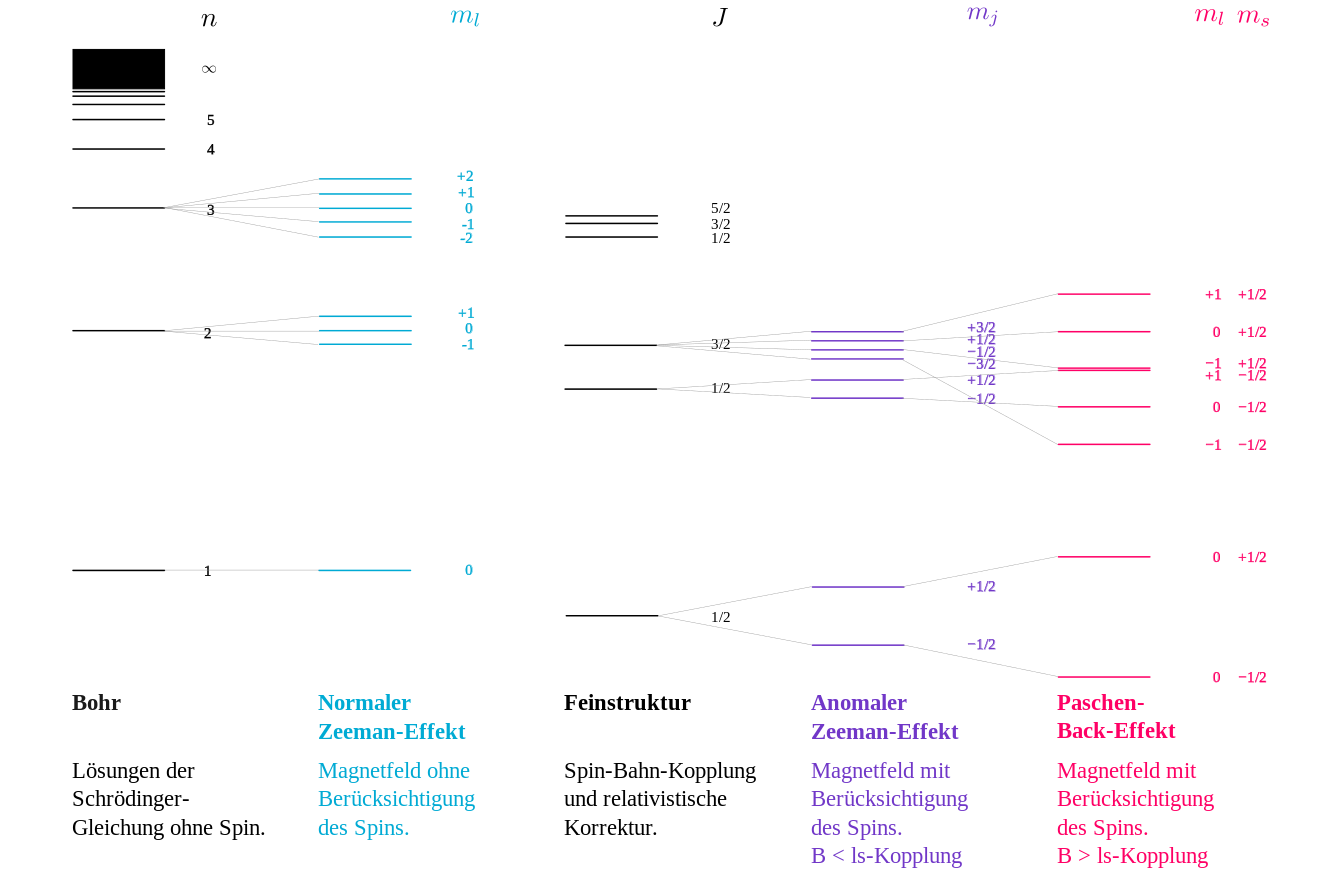 n m_l J m_j m_l m_s
∞
5
4
+2
+1
3 0 5/2
-1 3/2
-2 1/2
+1 +1/2
+1
0 +3/2 0 +1/2
2 +1/2
-1 3/2 −1/2
−3/2 −1 +1/2
+1/2 +1 −1/2
1/2
−1/2 0 −1/2
−1 −1/2
0 +1/2
1 0
+1/2
1/2
−1/2
0 −1/2
Bohr
Lösungen der
Schrödinger-
Gleichung ohne Spin.
Normaler
Zeeman-Effekt
Magnetfeld ohne
Berücksichtigung
des Spins.
Feinstruktur
Spin-Bahn-Kopplung
und relativistische
Korrektur.
Anomaler
Zeeman-Effekt
Magnetfeld mit
Berücksichtigung
des Spins.
B < ls-Kopplung
Paschen-
Back-Effekt
Magnetfeld mit
Berücksichtigung
des Spins.
B > ls-Kopplung